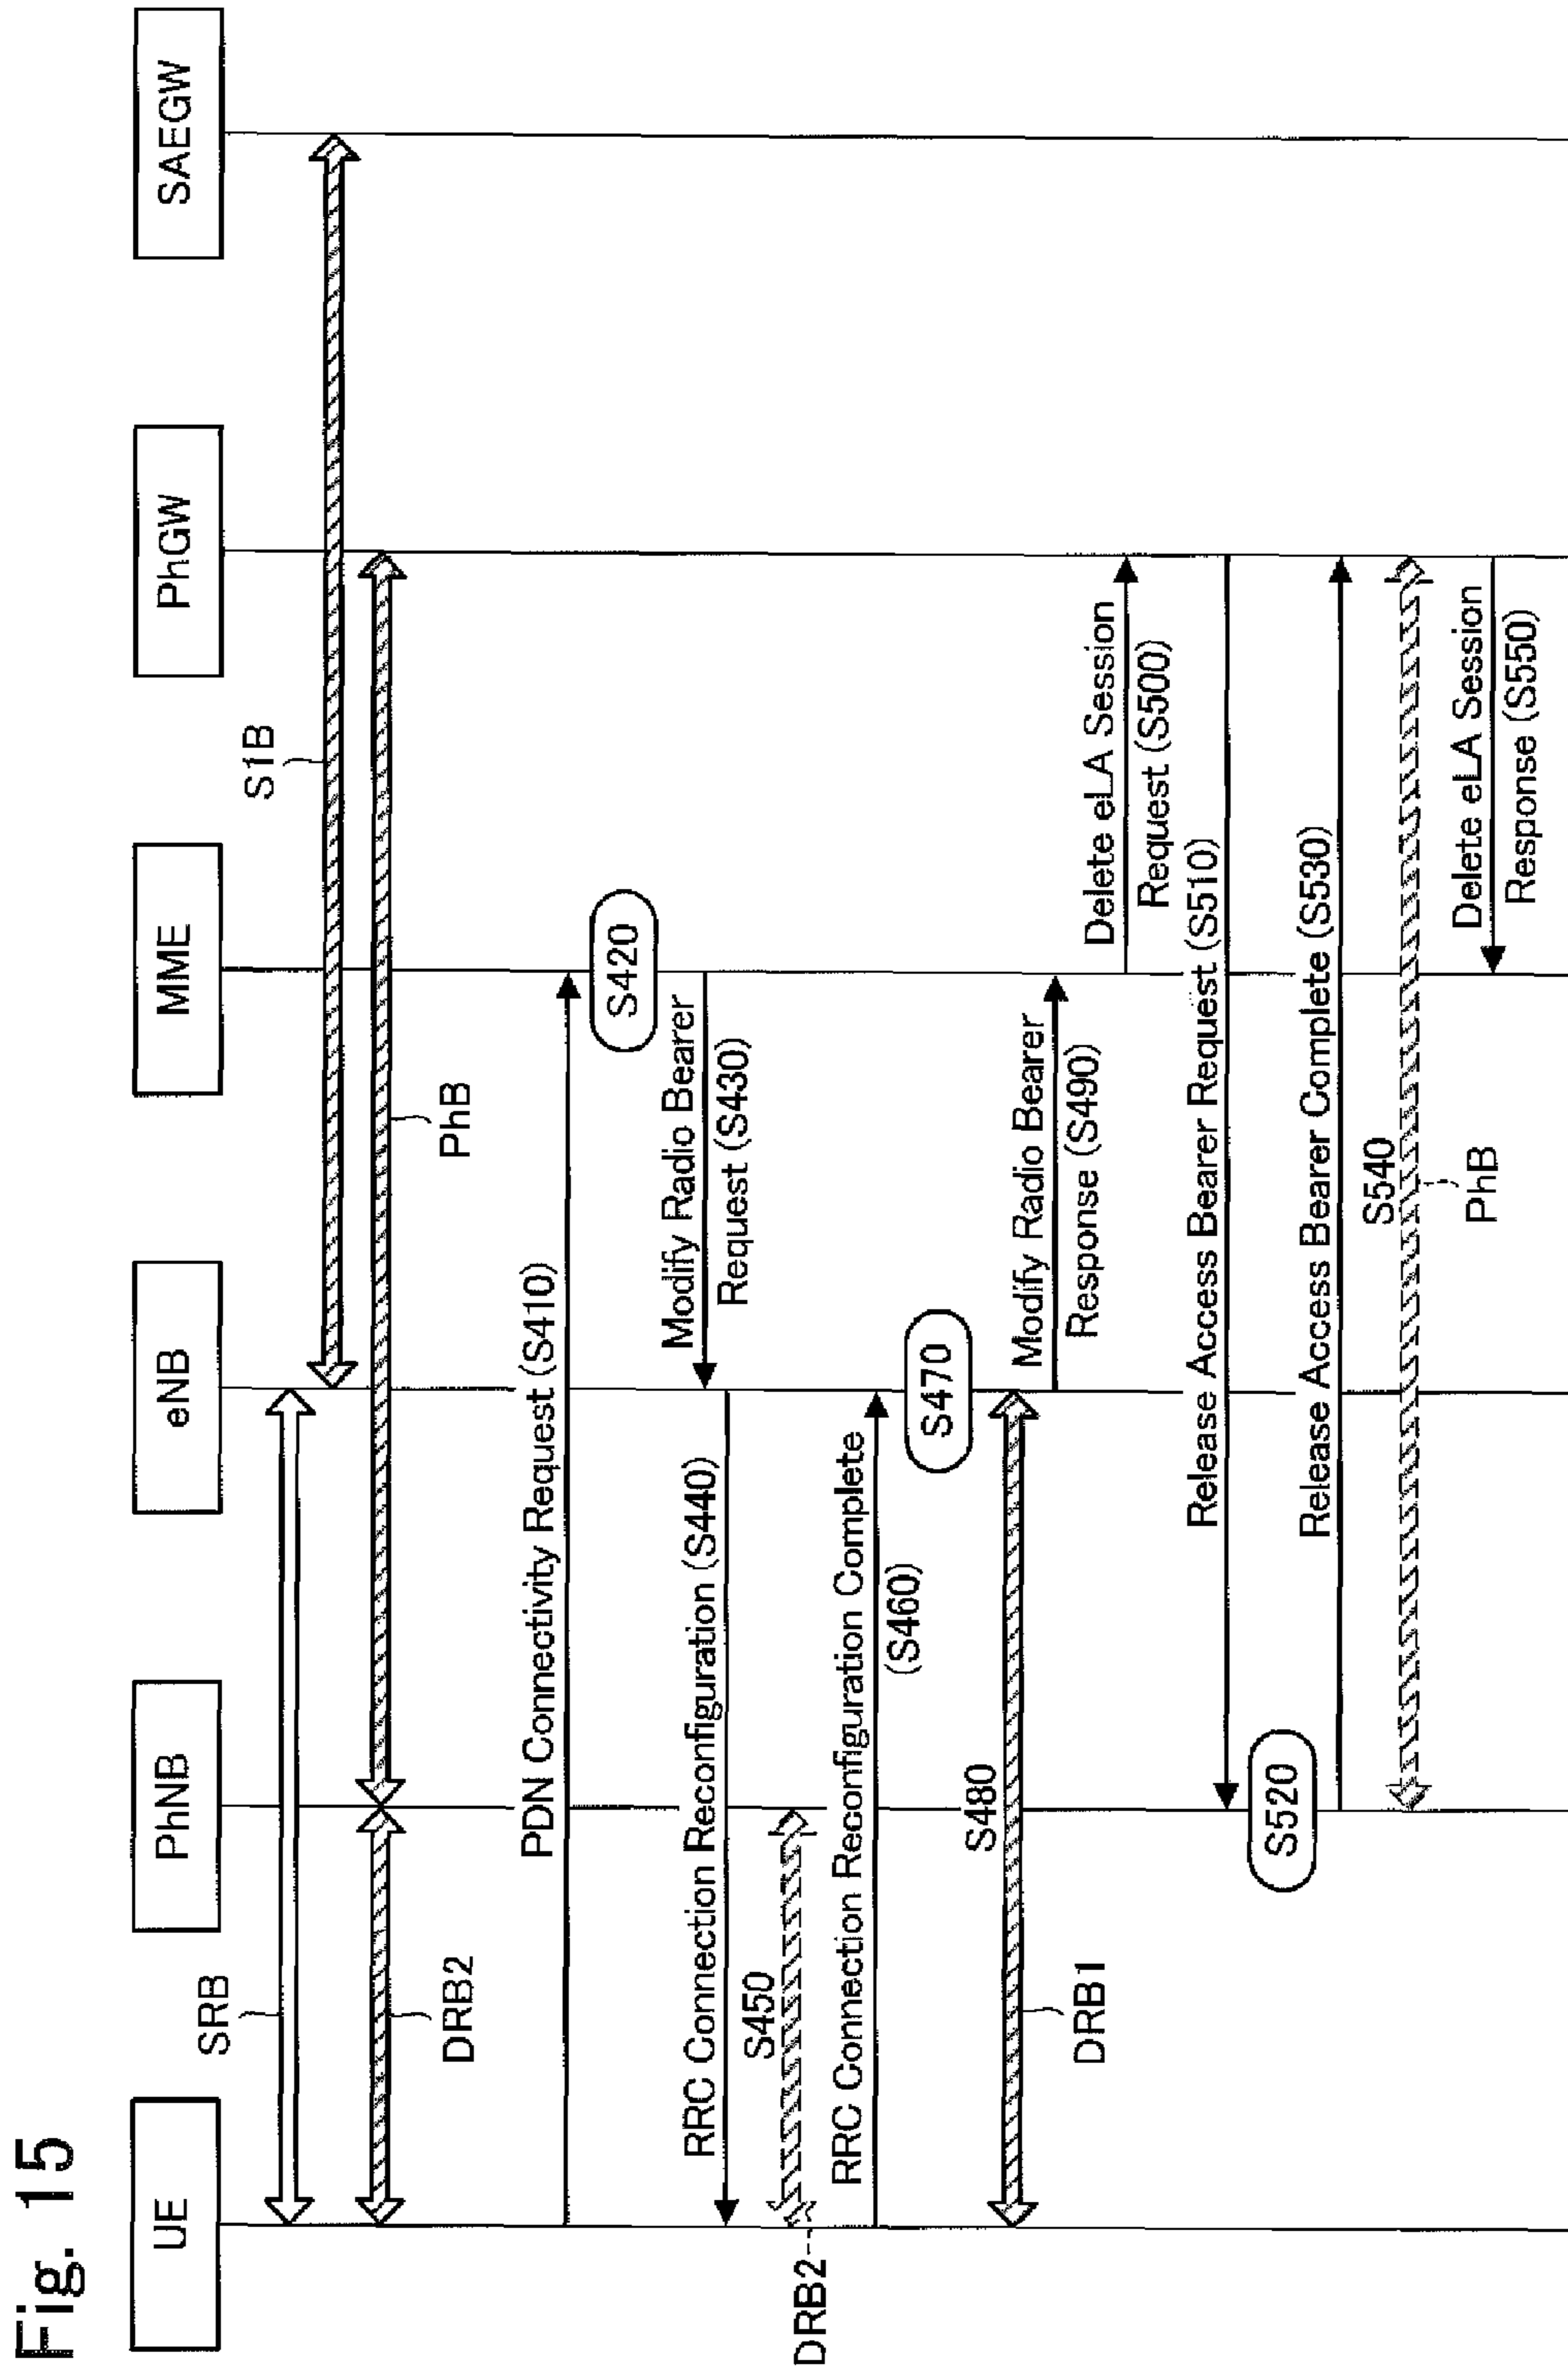 Fig. 15
UE
PhNB
eNB
MME
PhGW
SAEGW
SRB
S1B
DRB2
PhB
PDN Connectivity Request (S410)
S420
Modify Radio Bearer
Request (S430)
RRC Connection Reconfiguration (S440)
S450
DRB2
RRC Connection Reconfiguration Complete
(S460)
S470
S480
DRB1
Modify Radio Bearer
Response (S490)
Delete eLA Session
Request (S500)
Release Access Bearer Request (S510)
S520
Release Access Bearer Complete (S530)
S540
PhB
Delete eLA Session
Response (S550)